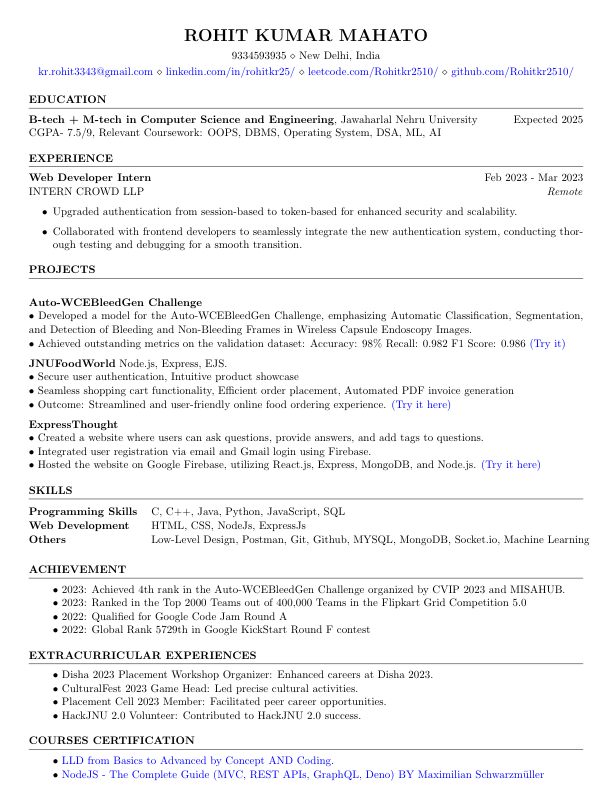 ROHIT KUMAR MAHATO
9334593935 ⋄ New Delhi, India
kr.rohit3343@gmail.com ⋄ linkedin.com/in/rohitkr25/ ⋄ leetcode.com/Rohitkr2510/ ⋄ github.com/Rohitkr2510/
EDUCATION
B-tech + M-tech in Computer Science and Engineering, Jawaharlal Nehru University Expected 2025
CGPA- 7.5/9, Relevant Coursework: OOPS, DBMS, Operating System, DSA, ML, AI
EXPERIENCE
Web Developer Intern Feb 2023 - Mar 2023
INTERN CROWD LLP Remote
• Upgraded authentication from session-based to token-based for enhanced security and scalability.
• Collaborated with frontend developers to seamlessly integrate the new authentication system, conducting thor-
ough testing and debugging for a smooth transition.
PROJECTS
Auto-WCEBleedGen Challenge
• Developed a model for the Auto-WCEBleedGen Challenge, emphasizing Automatic Classification, Segmentation,
and Detection of Bleeding and Non-Bleeding Frames in Wireless Capsule Endoscopy Images.
• Achieved outstanding metrics on the validation dataset: Accuracy: 98% Recall: 0.982 F1 Score: 0.986 (Try it)
JNUFoodWorld Node.js, Express, EJS.
• Secure user authentication, Intuitive product showcase
• Seamless shopping cart functionality, Efficient order placement, Automated PDF invoice generation
• Outcome: Streamlined and user-friendly online food ordering experience. (Try it here)
ExpressThought
• Created a website where users can ask questions, provide answers, and add tags to questions.
• Integrated user registration via email and Gmail login using Firebase.
• Hosted the website on Google Firebase, utilizing React.js, Express, MongoDB, and Node.js. (Try it here)
SKILLS
Programming Skills C, C++, Java, Python, JavaScript, SQL
Web Development HTML, CSS, NodeJs, ExpressJs
Others Low-Level Design, Postman, Git, Github, MYSQL, MongoDB, Socket.io, Machine Learning
ACHIEVEMENT
• 2023: Achieved 4th rank in the Auto-WCEBleedGen Challenge organized by CVIP 2023 and MISAHUB.
• 2023: Ranked in the Top 2000 Teams out of 400,000 Teams in the Flipkart Grid Competition 5.0
• 2022: Qualified for Google Code Jam Round A
• 2022: Global Rank 5729th in Google KickStart Round F contest
EXTRACURRICULAR EXPERIENCES
• Disha 2023 Placement Workshop Organizer: Enhanced careers at Disha 2023.
• CulturalFest 2023 Game Head: Led precise cultural activities.
• Placement Cell 2023 Member: Facilitated peer career opportunities.
• HackJNU 2.0 Volunteer: Contributed to HackJNU 2.0 success.
COURSES CERTIFICATION
• LLD from Basics to Advanced by Concept AND Coding.
• NodeJS - The Complete Guide (MVC, REST APIs, GraphQL, Deno) BY Maximilian Schwarzmüller